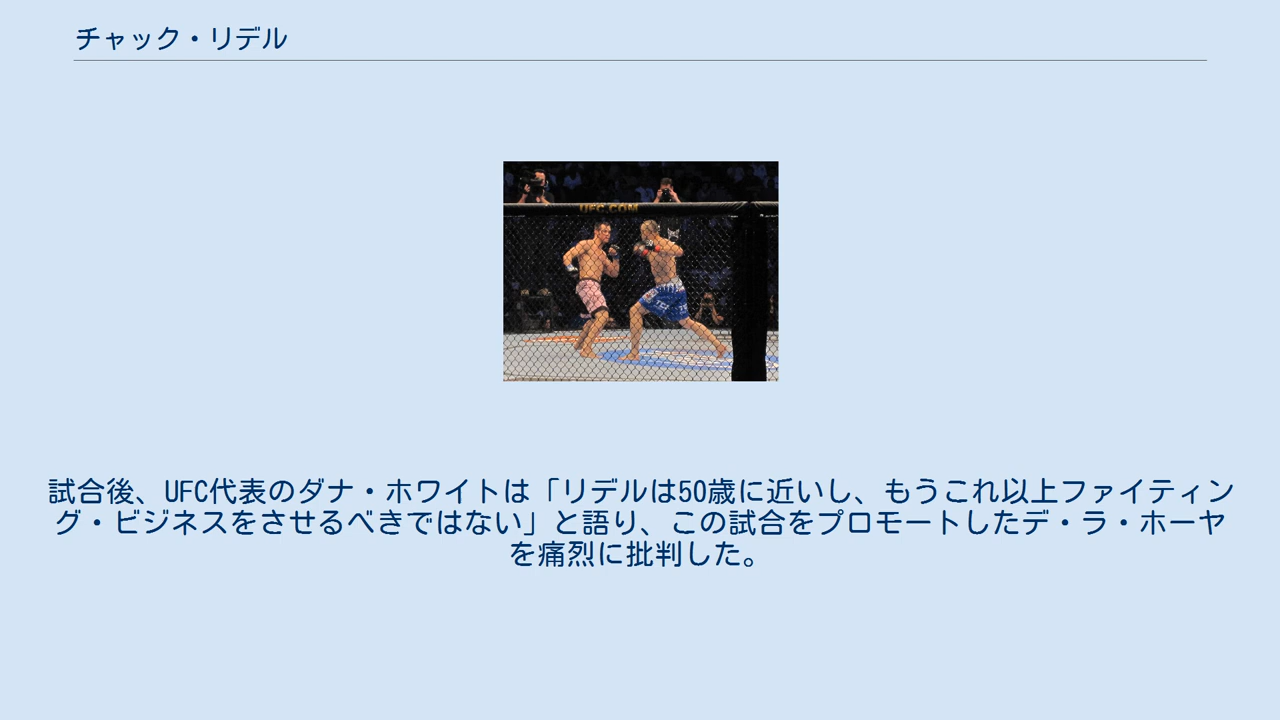 チャック・リデル
UFC.COM
試合後、UFC代表のダナ・ホワイトは「リデルは50歳に近いし、もうこれ以上ファイティン
グ・ビジネスをさせるべきではない」と語り、この試合をプロモートしたデ・ラ・ホーヤ
を痛烈に批判した。